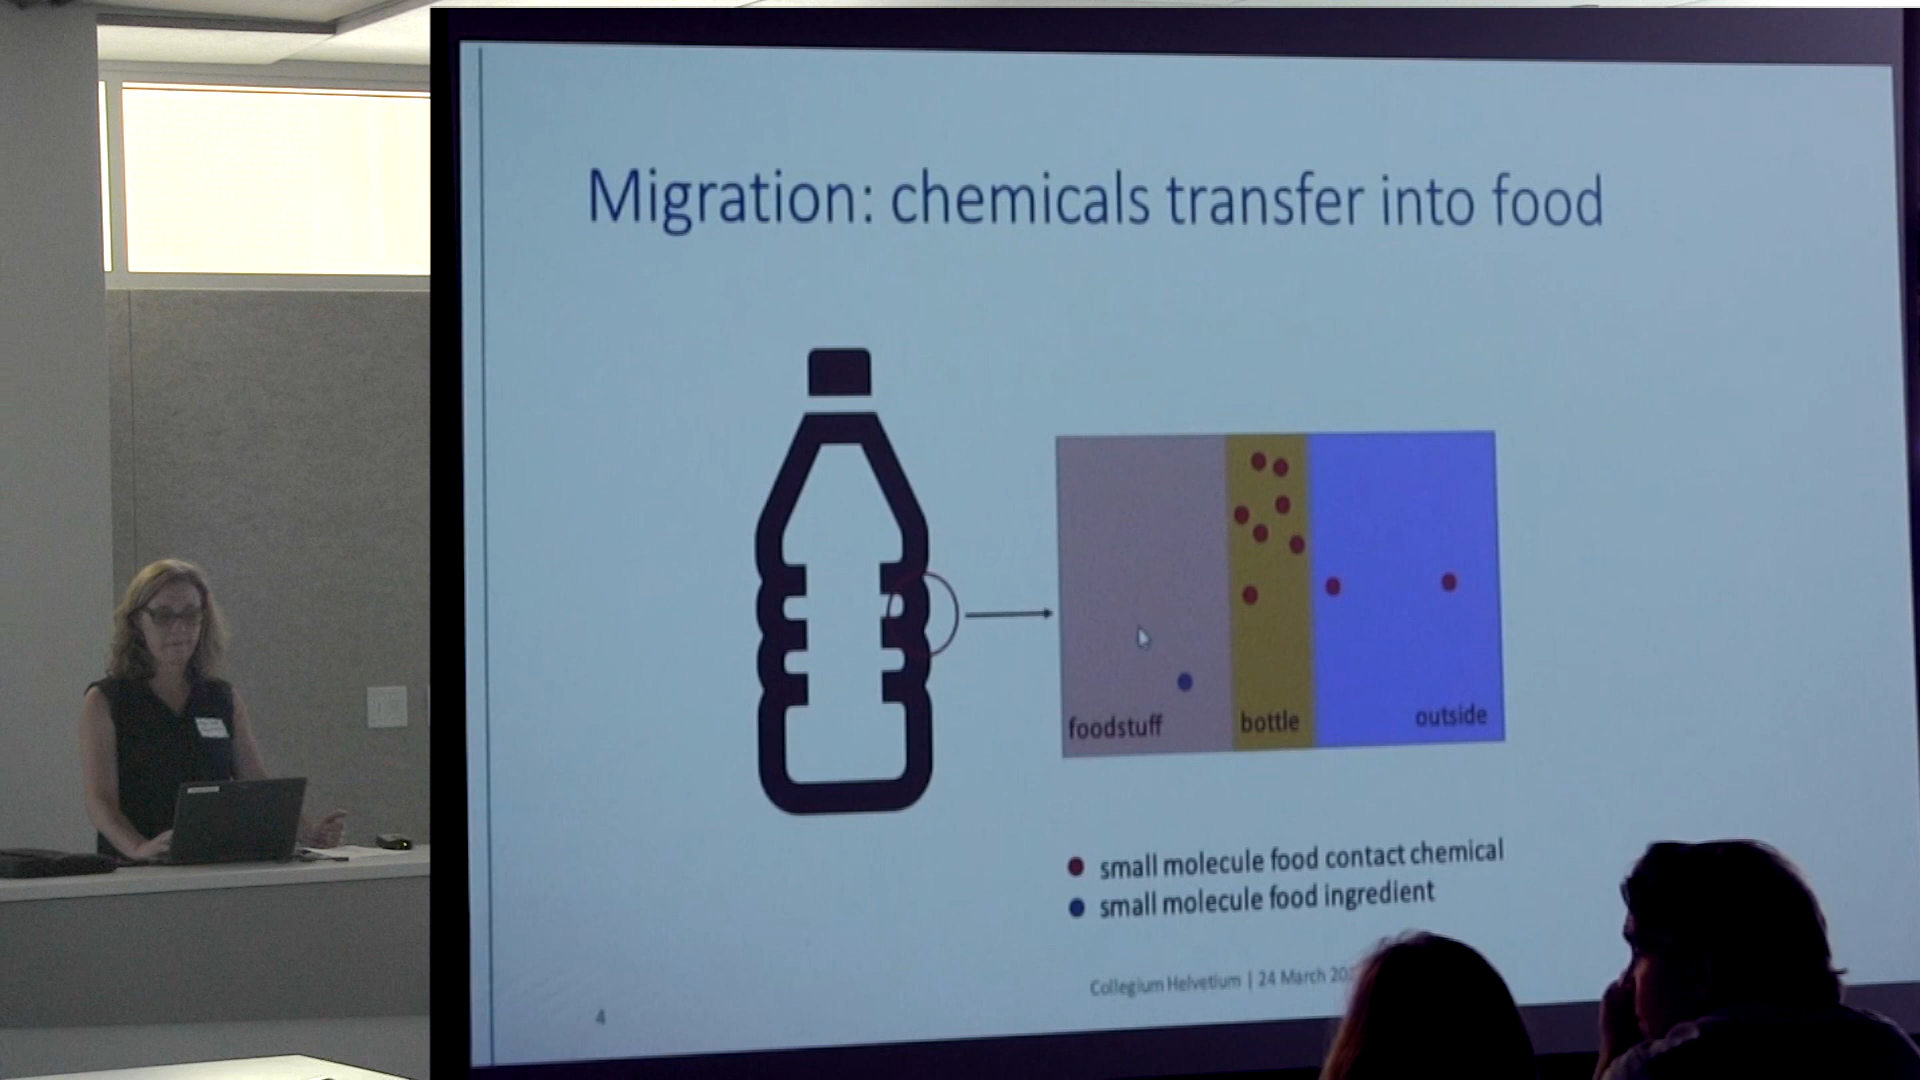 Migration: chemicals transfer into food
foodstuff
bottle
outside
small molecule food contact chemical
small molecule food ingredient
Collegium Helvetium | 24 March
4